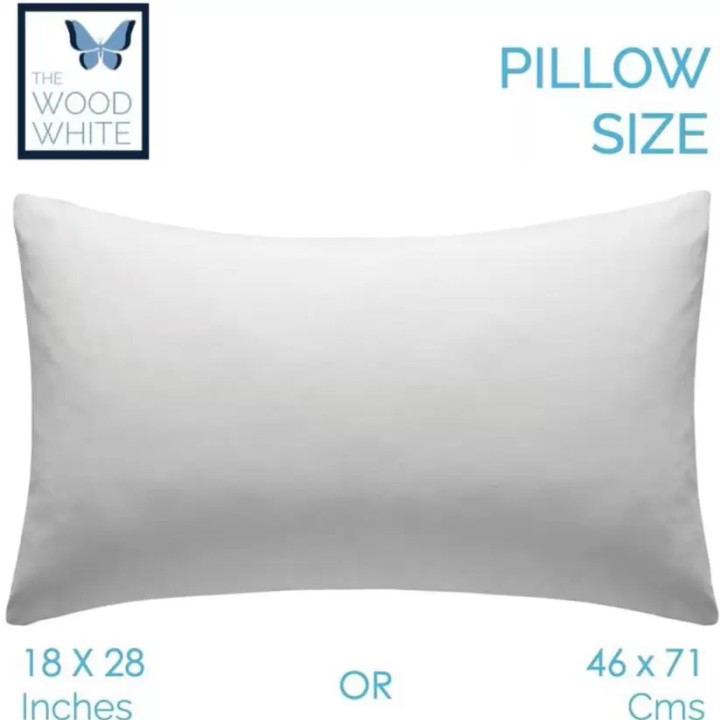 THE
WOOD
WHITE
PILLOW
SIZE
18 X 28
Inches
OR
46 x 71
Cms